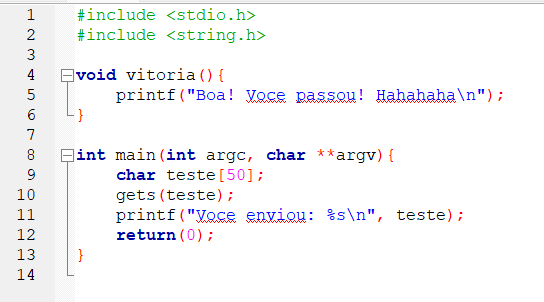 1 #include <stdio.h>
2 #include <string.h>
3
4 void vitoria(){
5     printf("Boa! Voce passou! Hahahaha\n");
6 }
7
8 int main(int argc, char **argv){
9     char teste[50];
10     gets(teste);
11     printf("Voce enviou: %s\n", teste);
12     return(0);
13 }
14